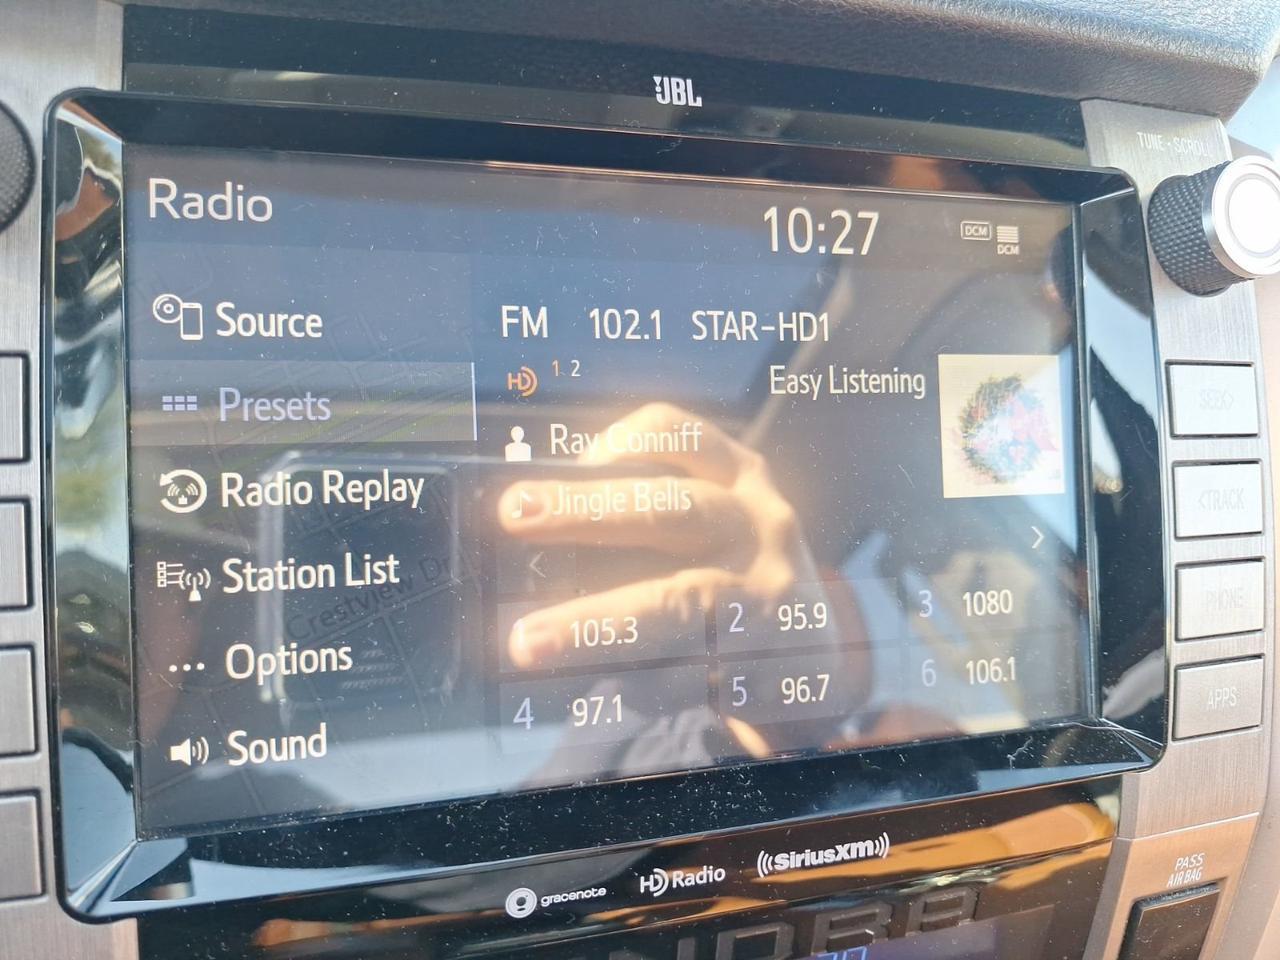 JBL
TUNE • SCROLL
Radio
10:27
DCM
DCM
Source
FM 102.1 STAR-HD1
HD 1 2
Easy Listening
Presets
Ray Conniff
Radio Replay
Jingle Bells
SEEK>
<TRACK
PHONE
APPS
< >
Station List
Crestview Dr
1 105.3 2 95.9 3 1080
Options
4 97.1 5 96.7 6 106.1
Sound
gracenote
HD Radio
((SiriusXM))
PASS
AIR BAG